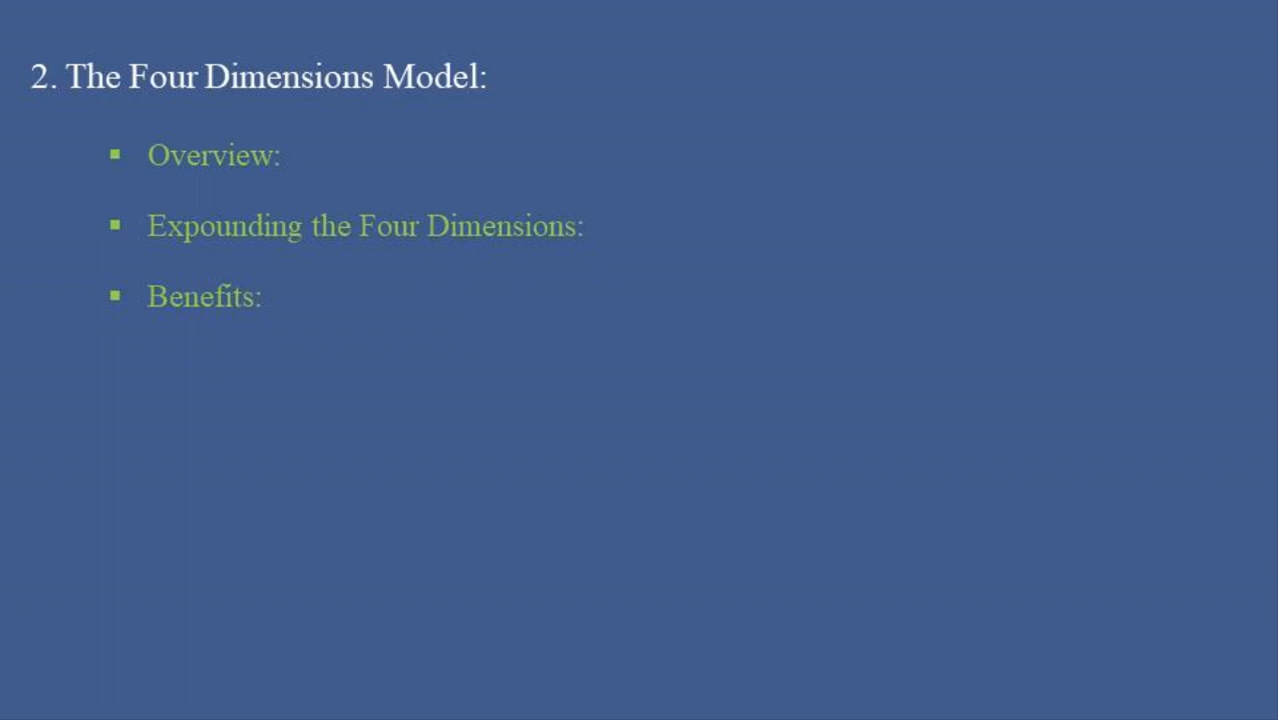 2. The Four Dimensions Model:
▪ Overview:
▪ Expounding the Four Dimensions:
▪ Benefits: